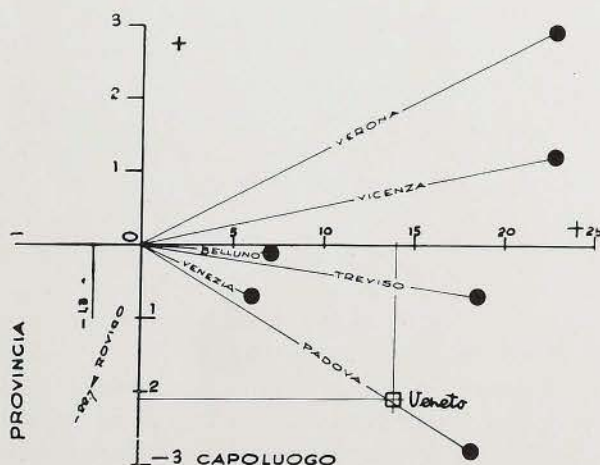 3
+
2
VERONA
1
VICENZA
1
0
5
10
15
20
+25
BELLUNO
VENEZIA
TREVISO
1
ROVIGO
PADOVA
2
Veneto
PROVINCIA
-3 CAPOLUOGO